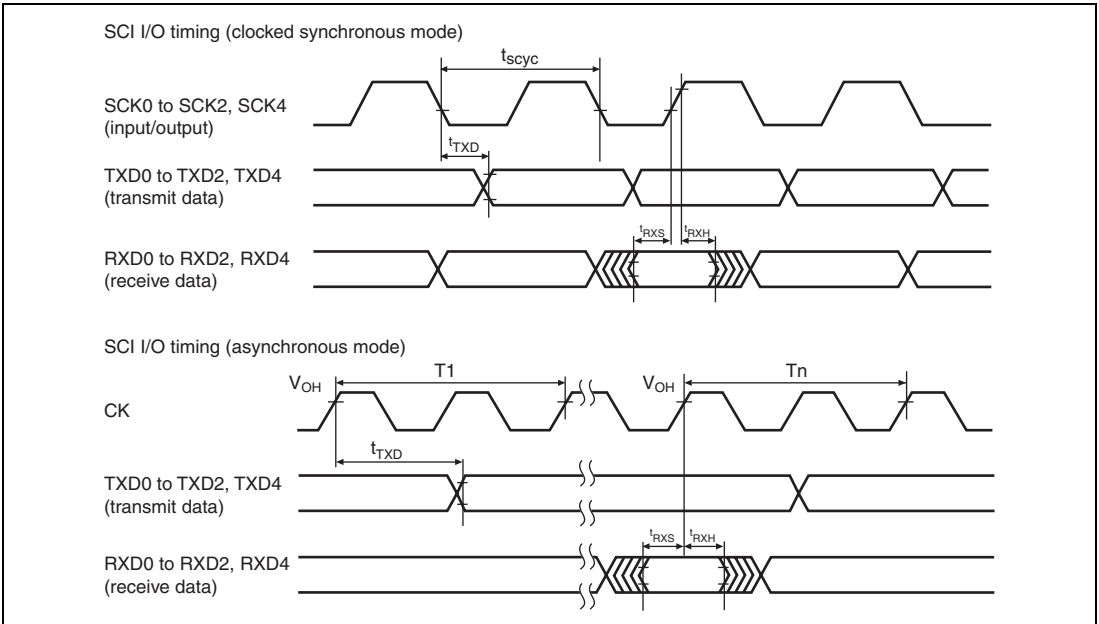 SCI I/O timing (clocked synchronous mode)
tscyc
SCK0 to SCK2, SCK4
(input/output)
tTXD
TXD0 to TXD2, TXD4
(transmit data)
tRXS tRXH
RXD0 to RXD2, RXD4
(receive data)
SCI I/O timing (asynchronous mode)
VOH T1 VOH Tn
CK
tTXD
TXD0 to TXD2, TXD4
(transmit data)
tRXS tRXH
RXD0 to RXD2, RXD4
(receive data)